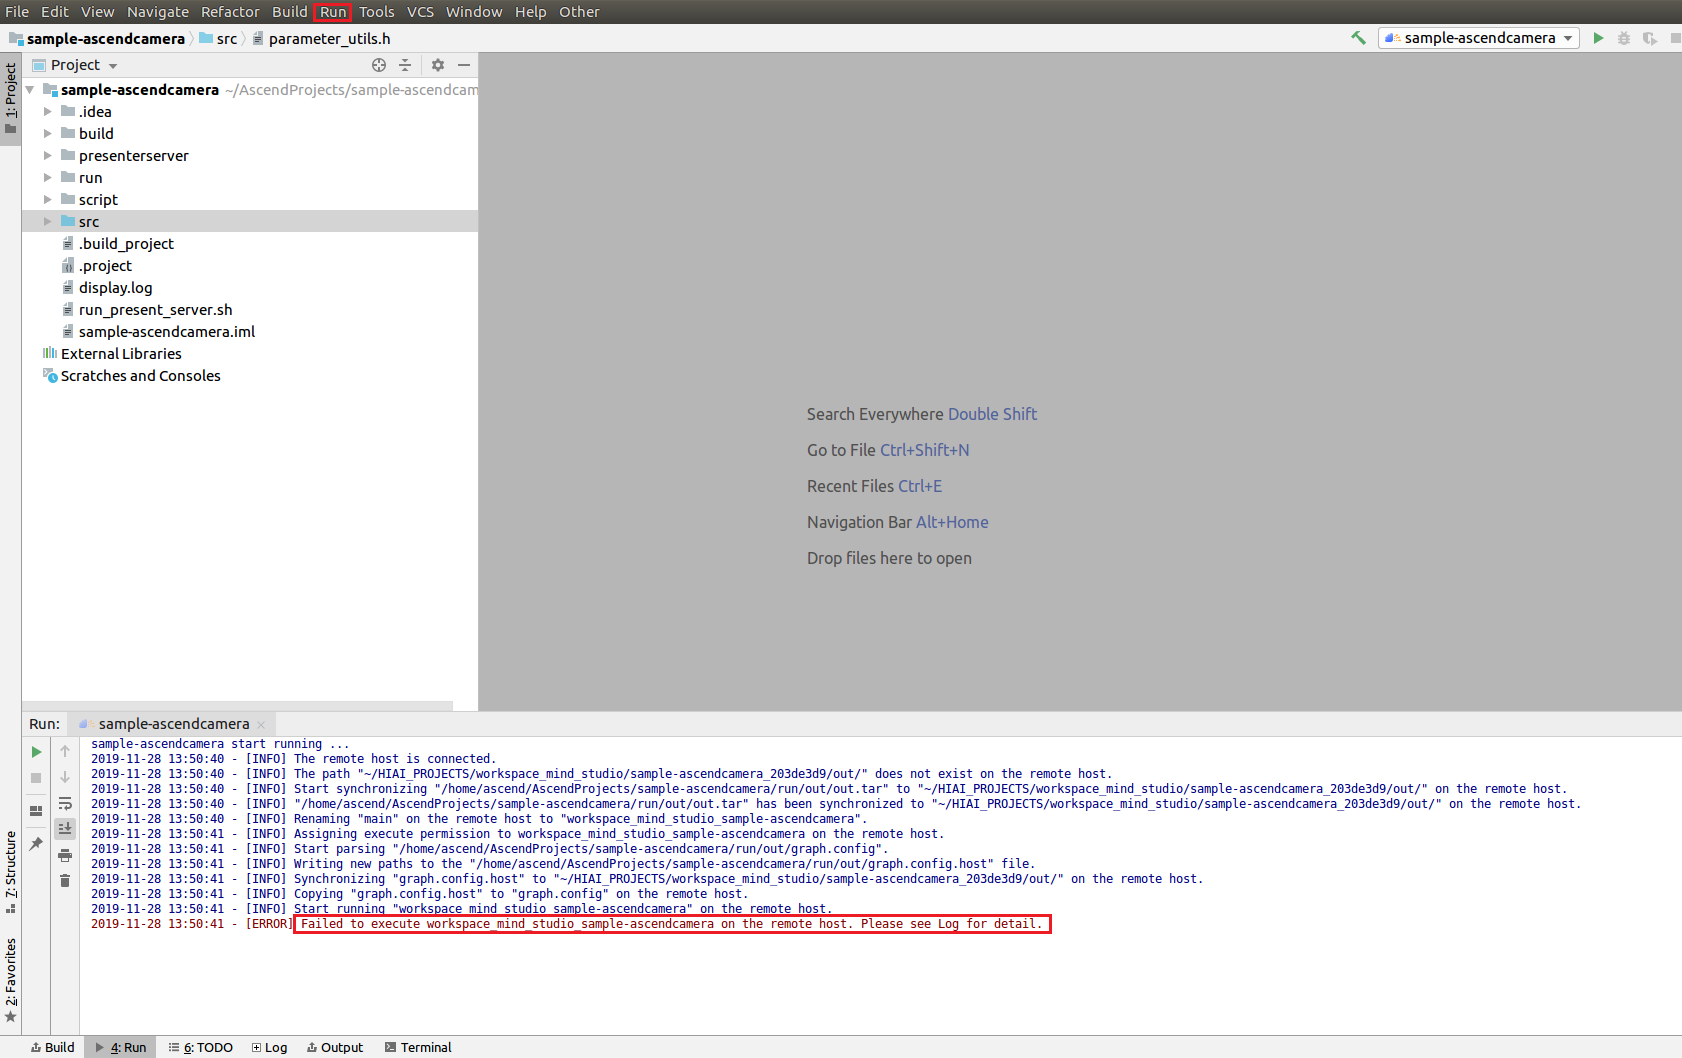 File Edit View Navigate Refactor Build Run Tools VCS Window Help Other
sample-ascendcamera src parameter_utils.h sample-ascendcamera
1: Project
Project
sample-ascendcamera ~/AscendProjects/sample-ascendcam
.idea
build
presenterserver
run
script
src
.build_project
.project
display.log
run_present_server.sh
sample-ascendcamera.iml
External Libraries
Scratches and Consoles
Search Everywhere Double Shift
Go to File Ctrl+Shift+N
Recent Files Ctrl+E
Navigation Bar Alt+Home
Drop files here to open
Run: sample-ascendcamera
sample-ascendcamera start running ...
2019-11-28 13:50:40 - [INFO] The remote host is connected.
2019-11-28 13:50:40 - [INFO] The path "~/HIAI_PROJECTS/workspace_mind_studio/sample-ascendcamera_203de3d9/out/" does not exist on the remote host.
2019-11-28 13:50:40 - [INFO] Start synchronizing "/home/ascend/AscendProjects/sample-ascendcamera/run/out/out.tar" to "~/HIAI_PROJECTS/workspace_mind_studio/sample-ascendcamera_203de3d9/out/" on the remote host.
2019-11-28 13:50:40 - [INFO] "/home/ascend/AscendProjects/sample-ascendcamera/run/out/out.tar" has been synchronized to "~/HIAI_PROJECTS/workspace_mind_studio/sample-ascendcamera_203de3d9/out/" on the remote host.
2019-11-28 13:50:40 - [INFO] Renaming "main" on the remote host to "workspace_mind_studio_sample-ascendcamera".
2019-11-28 13:50:41 - [INFO] Assigning execute permission to workspace_mind_studio_sample-ascendcamera on the remote host.
2019-11-28 13:50:41 - [INFO] Start parsing "/home/ascend/AscendProjects/sample-ascendcamera/run/out/graph.config".
2019-11-28 13:50:41 - [INFO] Writing new paths to the "/home/ascend/AscendProjects/sample-ascendcamera/run/out/graph.config.host" file.
2019-11-28 13:50:41 - [INFO] Synchronizing "graph.config.host" to "~/HIAI_PROJECTS/workspace_mind_studio/sample-ascendcamera_203de3d9/out/" on the remote host.
2019-11-28 13:50:41 - [INFO] Copying "graph.config.host" to "graph.config" on the remote host.
2019-11-28 13:50:41 - [INFO] Start running "workspace_mind_studio_sample-ascendcamera" on the remote host.
2019-11-28 13:50:41 - [ERROR] Failed to execute workspace_mind_studio_sample-ascendcamera on the remote host. Please see Log for detail.
7: Structure
2: Favorites
Build 4: Run 6: TODO Log Output Terminal